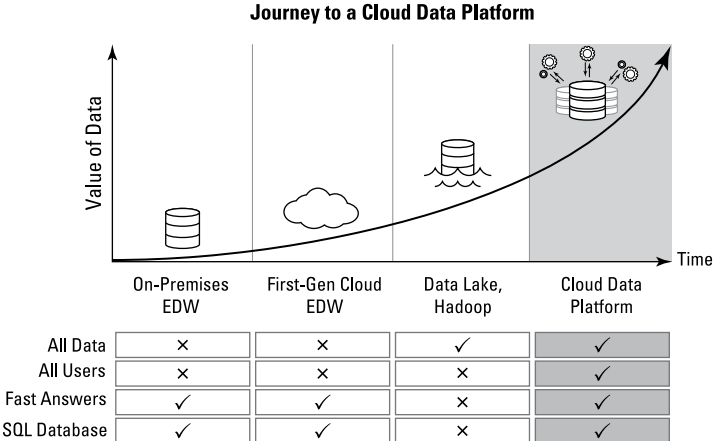 Journey to a Cloud Data Platform
Value of Data
Time
On-Premises EDW
First-Gen Cloud EDW
Data Lake, Hadoop
Cloud Data Platform
All Data × × ✓ ✓
All Users × × × ✓
Fast Answers ✓ ✓ × ✓
SQL Database ✓ ✓ × ✓